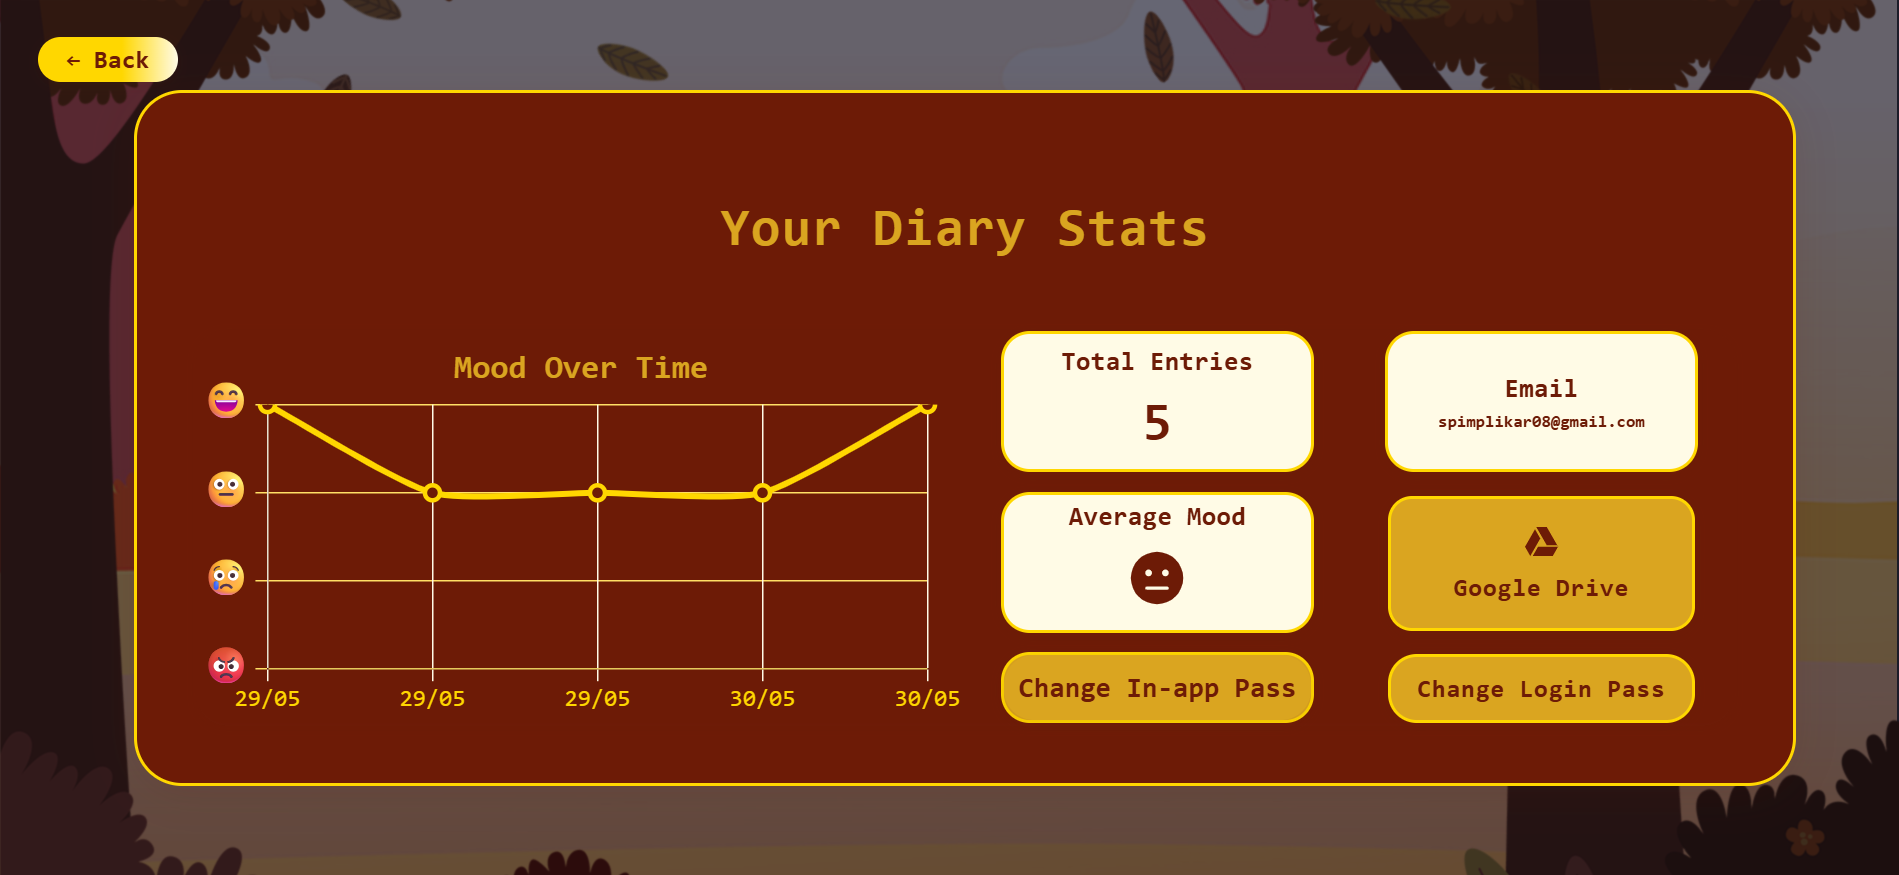 ← Back
Your Diary Stats
Mood Over Time
29/05 29/05 29/05 30/05 30/05
Total Entries
5
Average Mood
Change In-app Pass
Email
spimplikar08@gmail.com
Google Drive
Change Login Pass